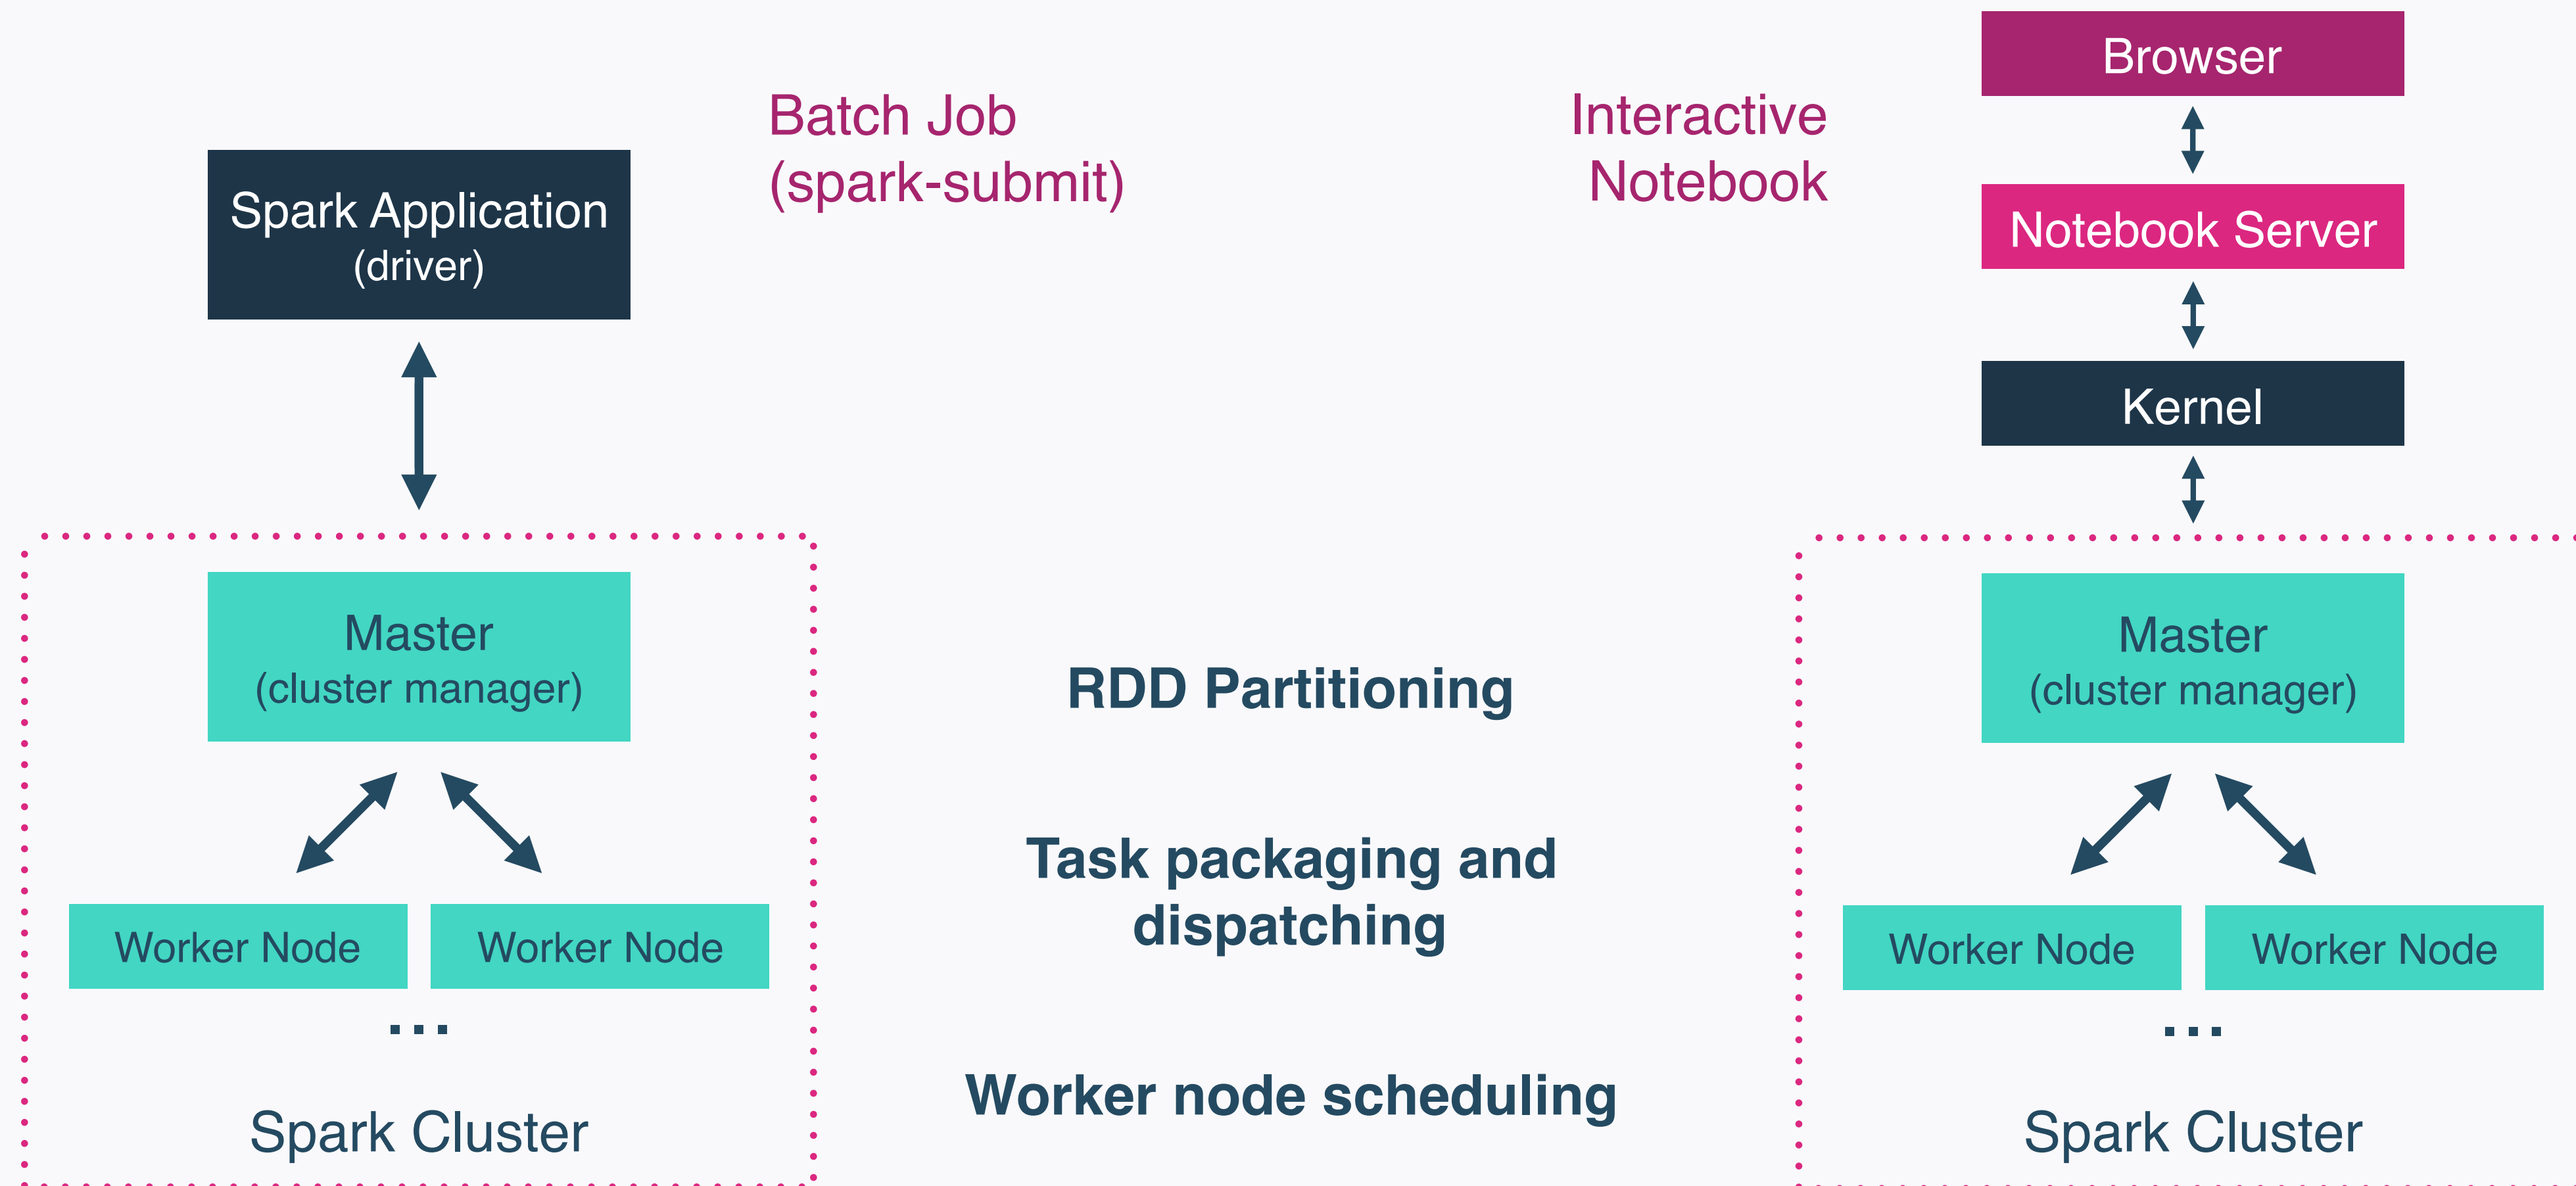 Batch Job
(spark-submit)
Spark Application
(driver)
Master
(cluster manager)
Worker Node
Worker Node
...
Spark Cluster
RDD Partitioning
Task packaging and
dispatching
Worker node scheduling
Interactive
Notebook
Browser
Notebook Server
Kernel
Master
(cluster manager)
Worker Node
Worker Node
...
Spark Cluster